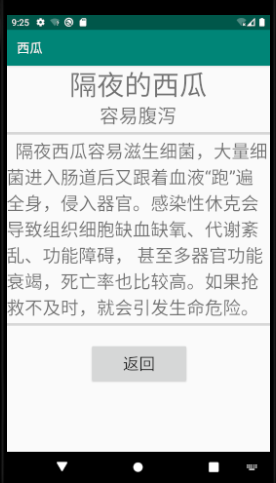 9:25
西瓜
隔夜的西瓜
容易腹泻
隔夜西瓜容易滋生细菌，大量细
菌进入肠道后又跟着血液“跑”遍
全身，侵入器官。感染性休克会
导致组织细胞缺血缺氧、代谢紊
乱、功能障碍， 甚至多器官功能
衰竭，死亡率也比较高。如果抢
救不及时，就会引发生命危险。
返回